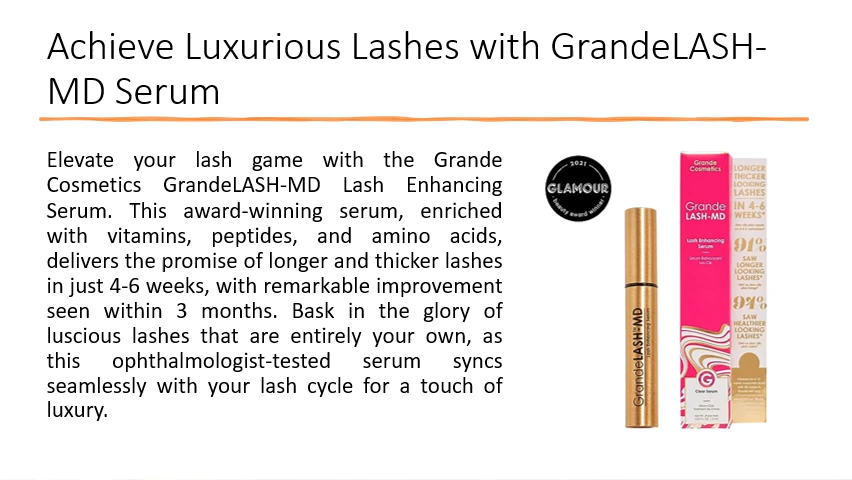 Achieve Luxurious Lashes with GrandeLASH-
MD Serum
Elevate your lash game with the Grande
Cosmetics GrandeLASH-MD Lash Enhancing
Serum. This award-winning serum, enriched
with vitamins, peptides, and amino acids,
delivers the promise of longer and thicker lashes
in just 4-6 weeks, with remarkable improvement
seen within 3 months. Bask in the glory of
luscious lashes that are entirely your own, as
this ophthalmologist-tested serum syncs
seamlessly with your lash cycle for a touch of
luxury.
2021
GLAMOUR
beauty award winner
GrandeLASH-MD
Lash Enhancing Serum
Grande
Cosmetics
Grande
LASH-MD
Lash Enhancing
Serum
G
Clear Serum
LONGER
THICKER
LOOKING
LASHES
IN 4-6
WEEKS*
91%
SAW
LONGER
LOOKING
LASHES*
94%
SAW
HEALTHIER
LOOKING
LASHES*